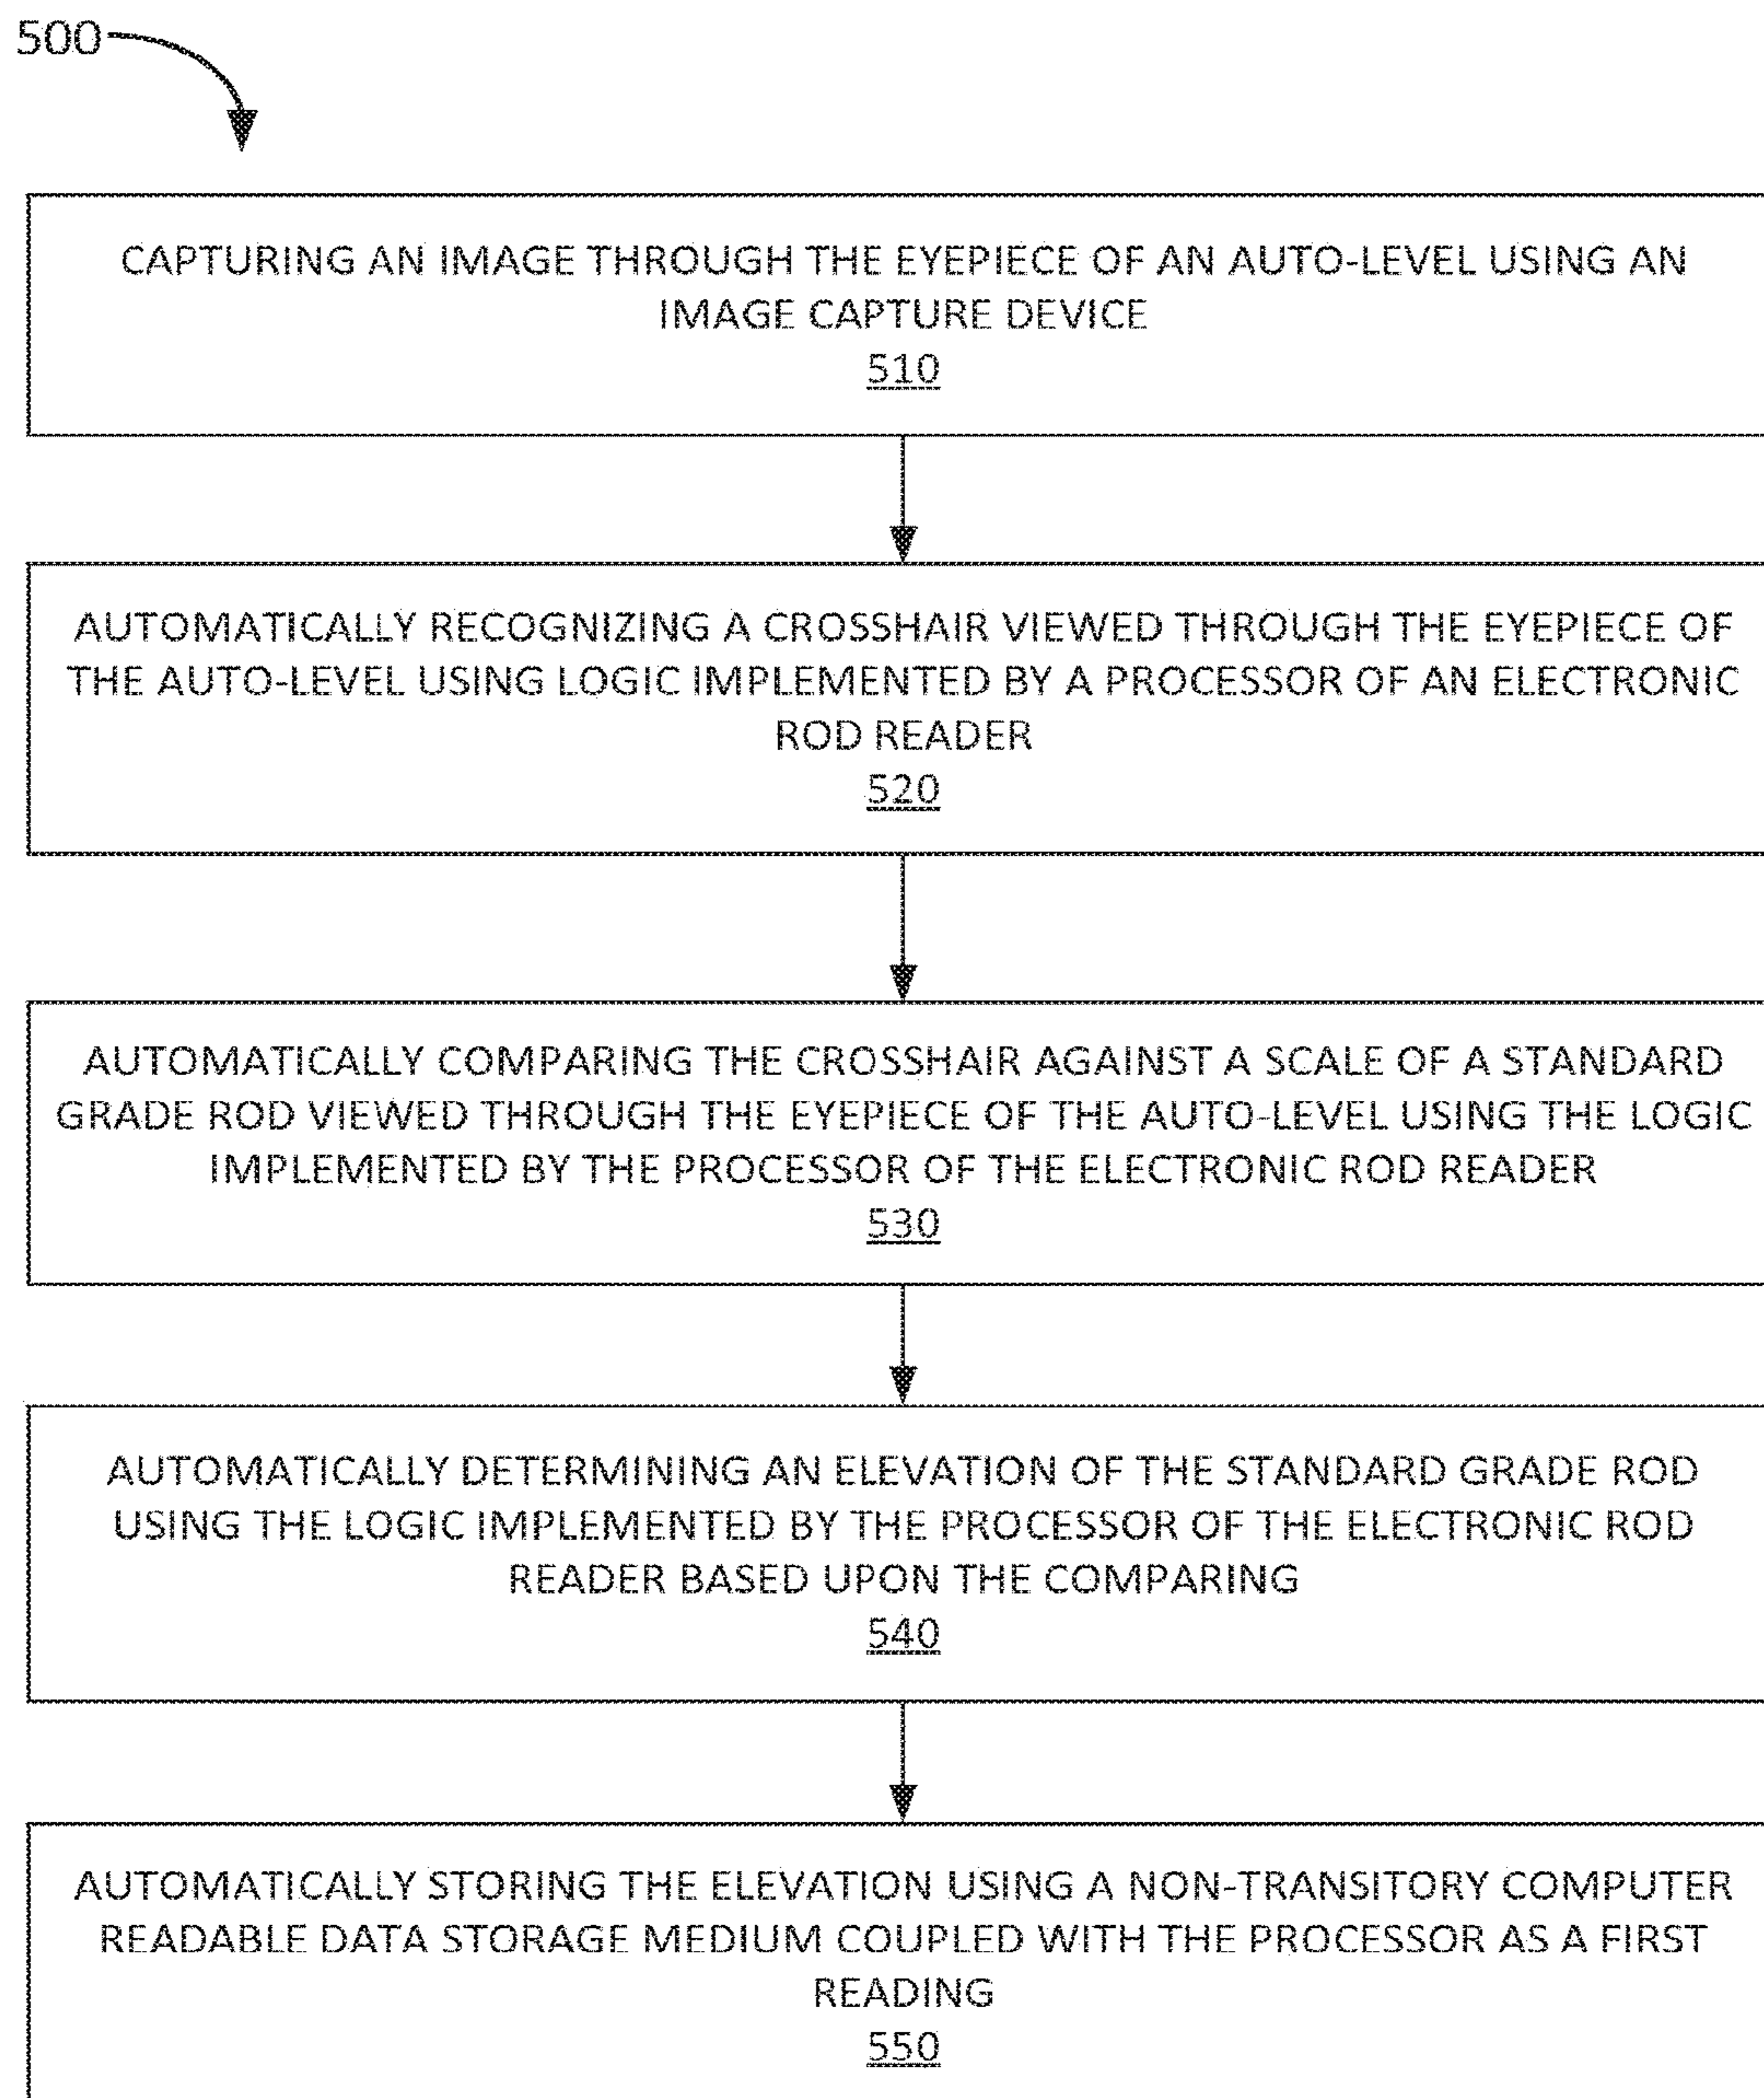 500
CAPTURING AN IMAGE THROUGH THE EYEPIECE OF AN AUTO-LEVEL USING AN
IMAGE CAPTURE DEVICE
510
AUTOMATICALLY RECOGNIZING A CROSSHAIR VIEWED THROUGH THE EYEPIECE OF
THE AUTO-LEVEL USING LOGIC IMPLEMENTED BY A PROCESSOR OF AN ELECTRONIC
ROD READER
520
AUTOMATICALLY COMPARING THE CROSSHAIR AGAINST A SCALE OF A STANDARD
GRADE ROD VIEWED THROUGH THE EYEPIECE OF THE AUTO-LEVEL USING THE LOGIC
IMPLEMENTED BY THE PROCESSOR OF THE ELECTRONIC ROD READER
530
AUTOMATICALLY DETERMINING AN ELEVATION OF THE STANDARD GRADE ROD
USING THE LOGIC IMPLEMENTED BY THE PROCESSOR OF THE ELECTRONIC ROD
READER BASED UPON THE COMPARING
540
AUTOMATICALLY STORING THE ELEVATION USING A NON-TRANSITORY COMPUTER
READABLE DATA STORAGE MEDIUM COUPLED WITH THE PROCESSOR AS A FIRST
READING
550